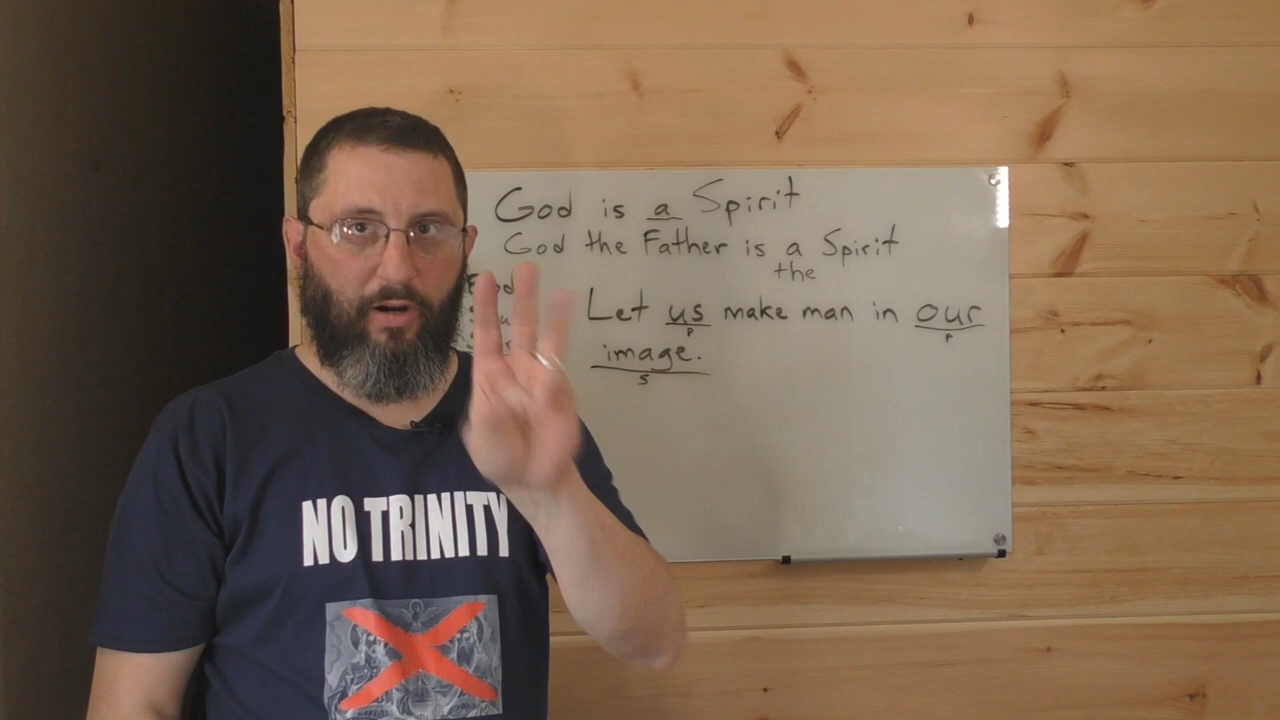 God is a Spirit
God the Father is a Spirit
the
Let us make man in our
P P
image.
S
NO TRINITY